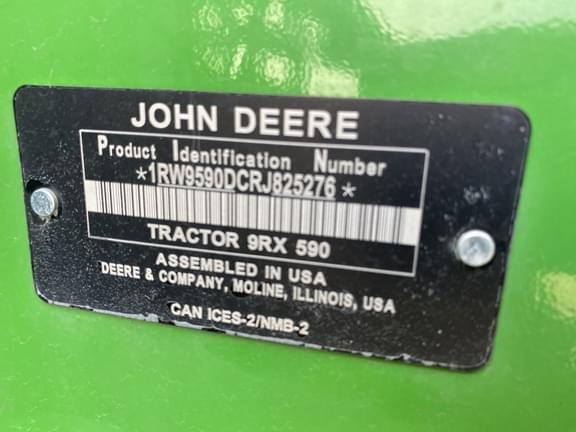 JOHN DEERE
Product Identification Number
*1RW9590DCRJ825276*
TRACTOR 9RX 590
ASSEMBLED IN USA
DEERE & COMPANY, MOLINE, ILLINOIS, USA
CAN ICES-2/NMB-2